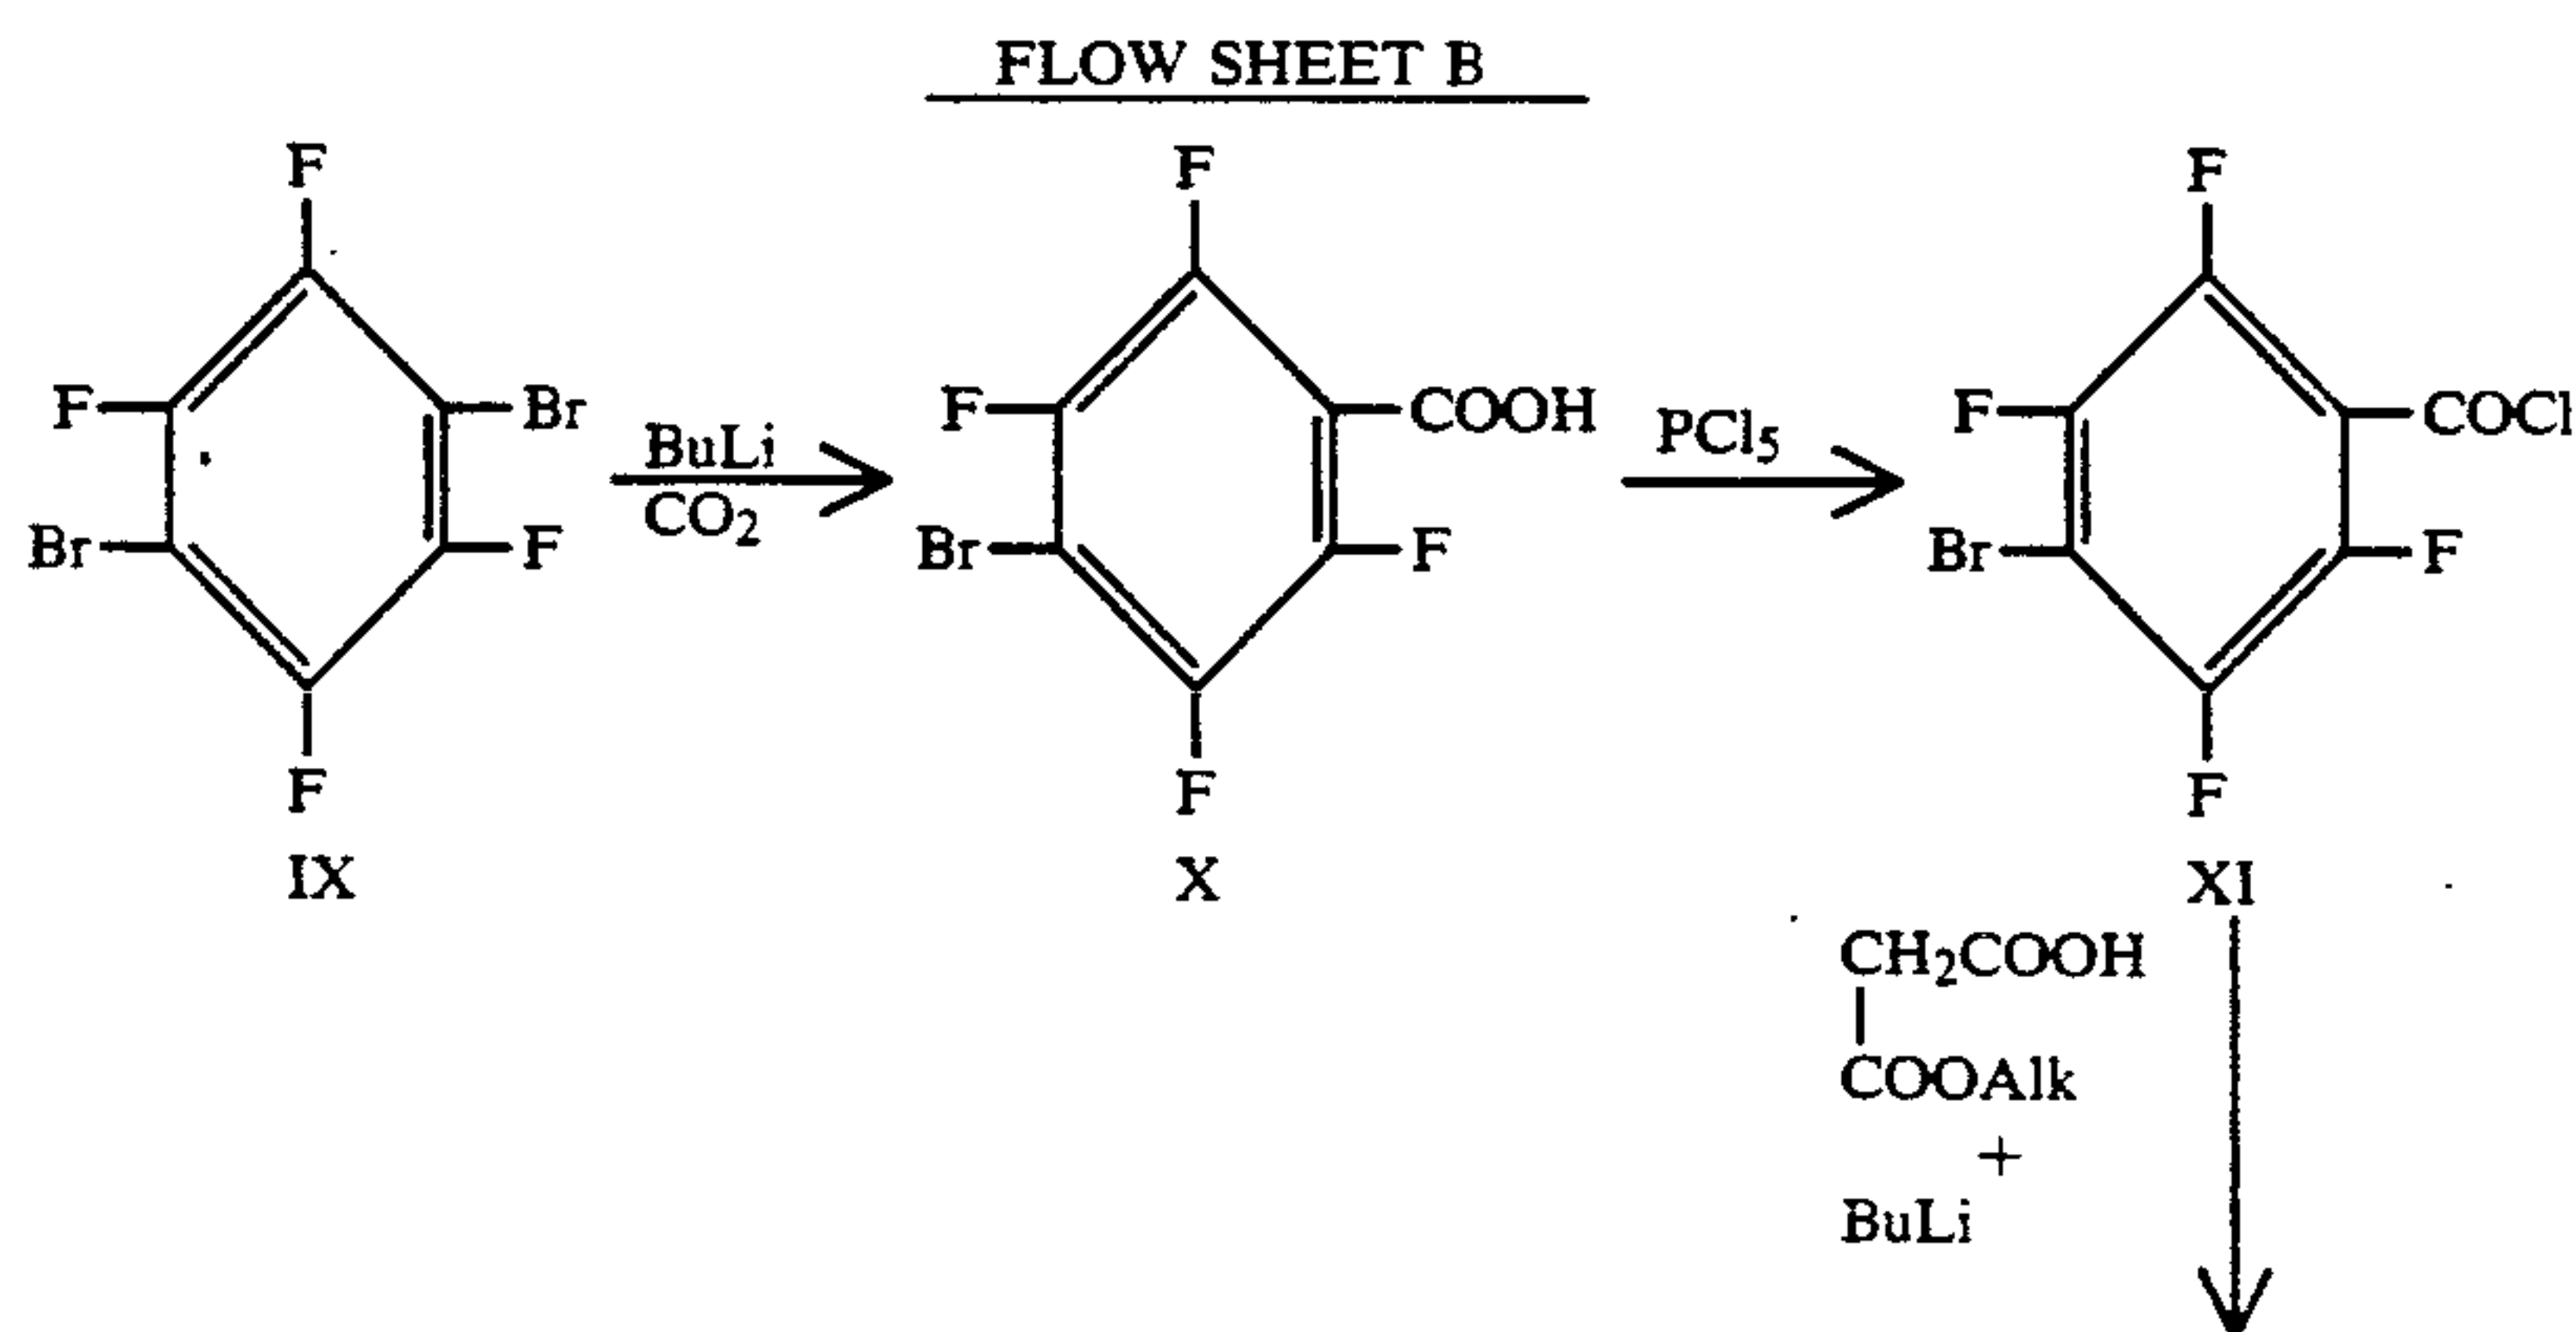 FLOW SHEET B
F
F
Br
Br
F
F
IX
BuLi
CO₂
F
F
COOH
Br
F
F
X
PCl₅
F
F
COCl
Br
F
F
XI
CH₂COOH
COOAlk
+
BuLi